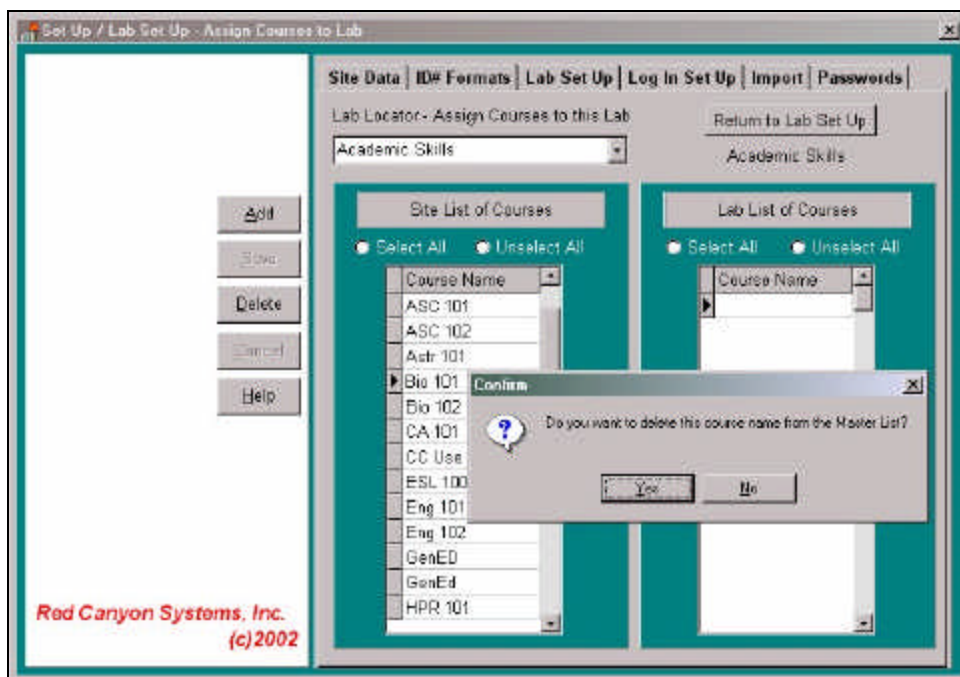 Set Up / Lab Set Up - Assign Courses to Lab
Site Data ID# Formats Lab Set Up Log In Set Up Import Passwords
Lab Locator - Assign Courses to this Lab
Return to Lab Set Up
Academic Skills
Academic Skills
Add
Save
Delete
Cancel
Help
Site List of Courses
Select All Unselect All
Course Name
ASC 101
ASC 102
Astr 101
Bio 101
Bio 102
CA 101
CC Use
ESL 100
Eng 101
Eng 102
GenED
GenEd
HPR 101
Lab List of Courses
Select All Unselect All
Course Name
Confirm
Do you want to delete this course name from the Master List?
Yes No
Red Canyon Systems, Inc.
(c)2002